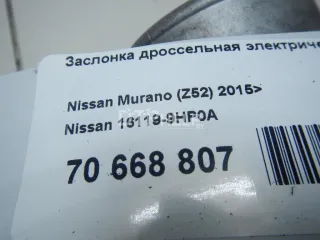 Заслонка дроссельная электриче
Nissan Murano (Z52) 2015>
Nissan 16119-9HP0A
70 668 807